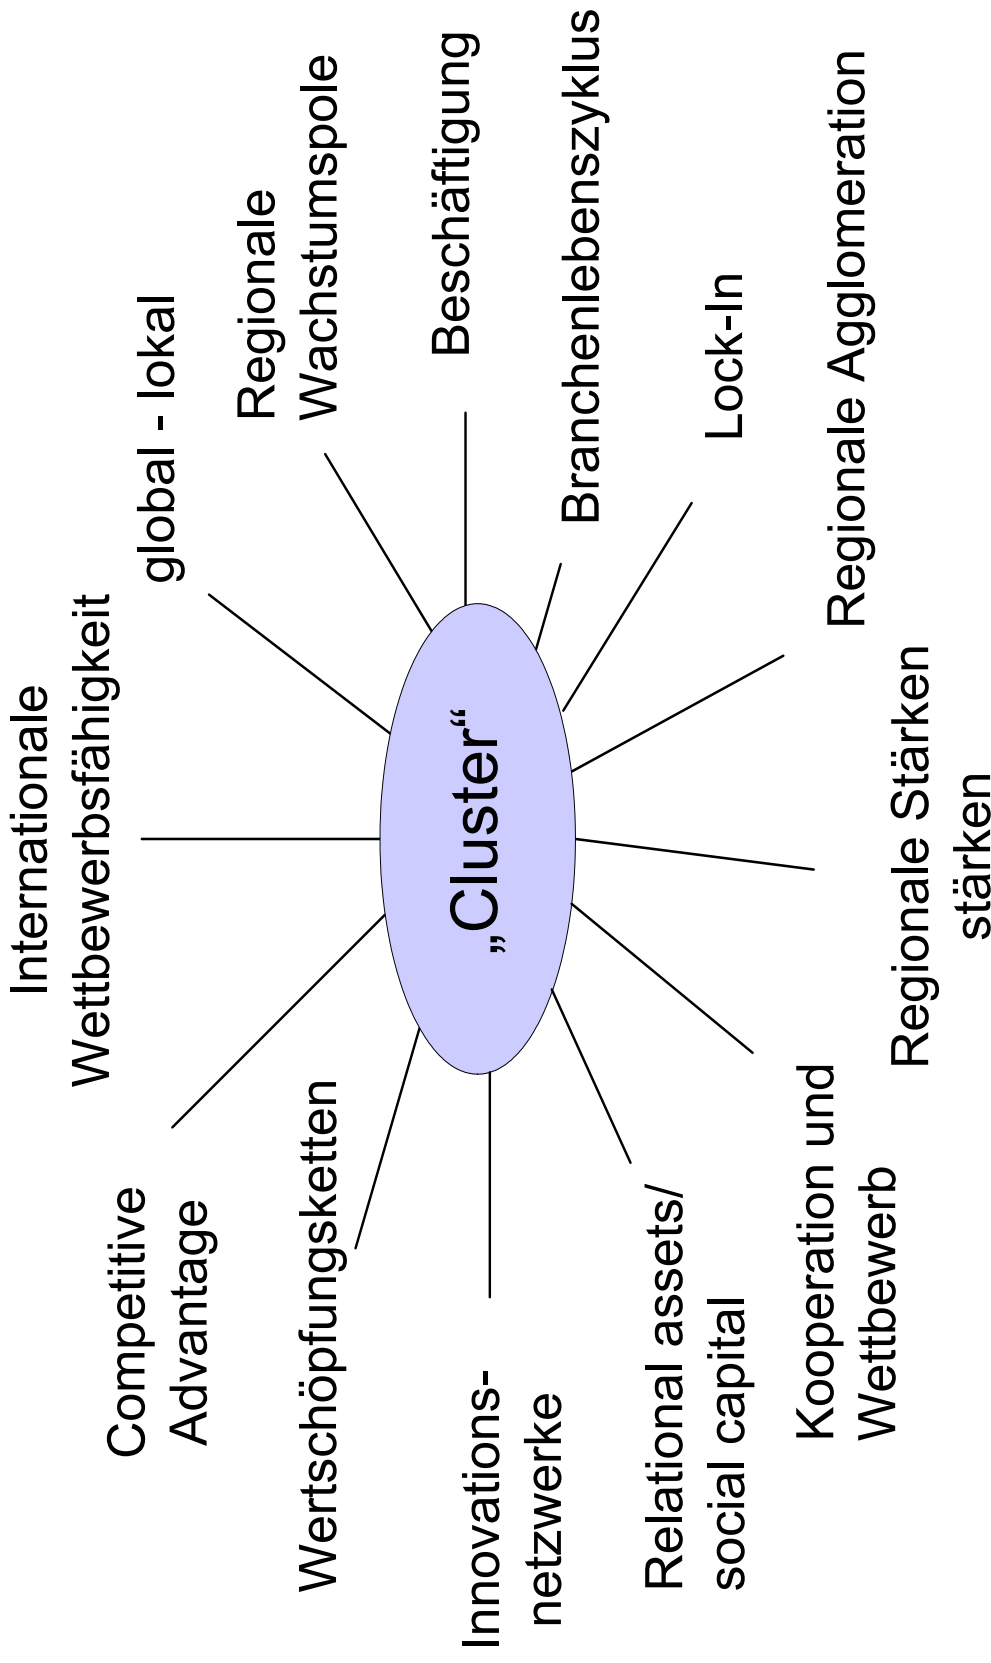 Internationale
Wettbewerbsfähigkeit
global - lokal
Regionale
Wachstumspole
Beschäftigung
Branchenlebenszyklus
Lock-In
Regionale Agglomeration
Regionale Stärken
stärken
Kooperation und
Wettbewerb
Relational assets/
social capital
Innovations-
netzwerke
Wertschöpfungsketten
Competitive
Advantage
„Cluster“